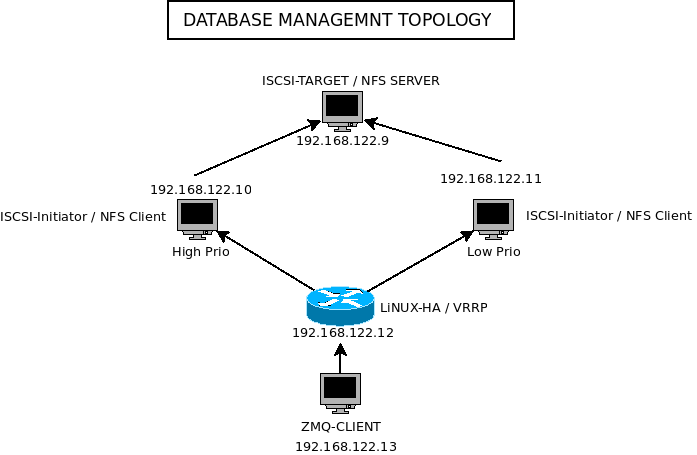 DATABASE MANAGEMNT TOPOLOGY
ISCSI-TARGET / NFS SERVER
192.168.122.9
192.168.122.10
192.168.122.11
ISCSI-Initiator / NFS Client
ISCSI-Initiator / NFS Client
High Prio
Low Prio
LiNUX-HA / VRRP
192.168.122.12
ZMQ-CLIENT
192.168.122.13